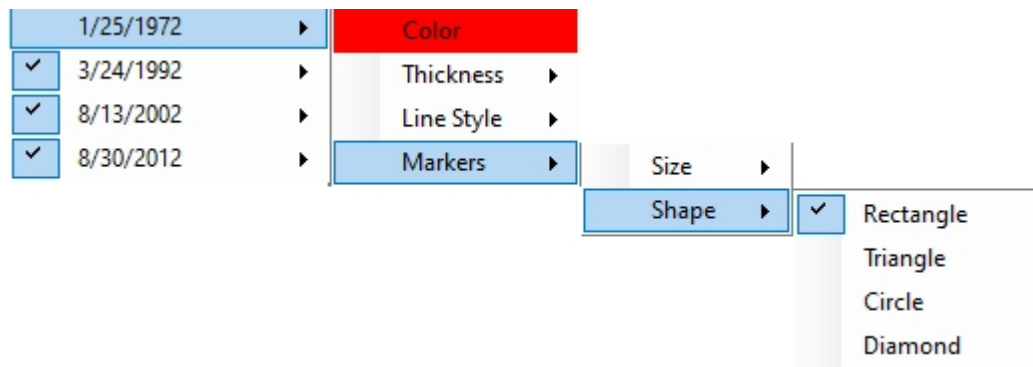 1/25/1972
3/24/1992
8/13/2002
8/30/2012
Color
Thickness
Line Style
Markers
Size
Shape
Rectangle
Triangle
Circle
Diamond